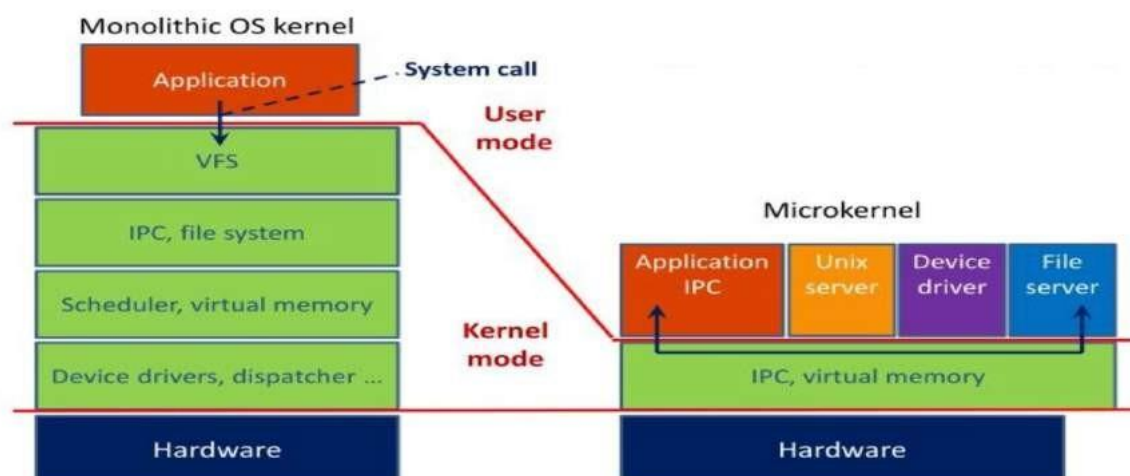 Monolithic OS kernel
Application
System call
User
mode
VFS
IPC, file system
Scheduler, virtual memory
Kernel
mode
Device drivers, dispatcher ...
Hardware
Microkernel
Application
IPC
Unix
server
Device
driver
File
server
IPC, virtual memory
Hardware